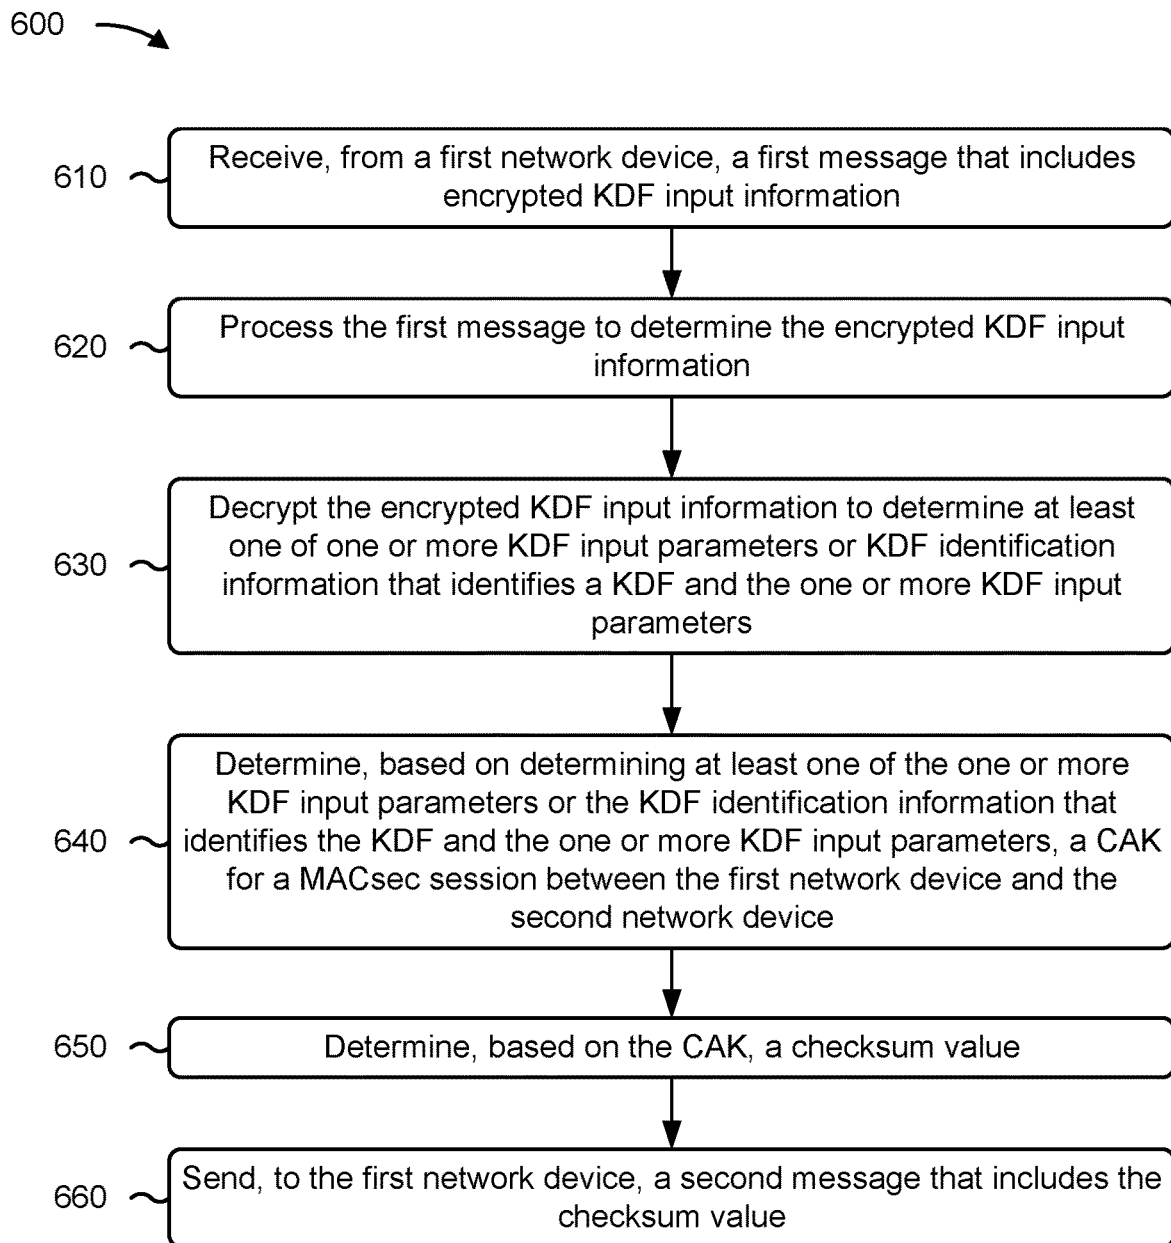 600
610
Receive, from a first network device, a first message that includes
encrypted KDF input information
620
Process the first message to determine the encrypted KDF input
information
630
Decrypt the encrypted KDF input information to determine at least
one of one or more KDF input parameters or KDF identification
information that identifies a KDF and the one or more KDF input
parameters
640
Determine, based on determining at least one of the one or more
KDF input parameters or the KDF identification information that
identifies the KDF and the one or more KDF input parameters, a CAK
for a MACsec session between the first network device and the
second network device
650
Determine, based on the CAK, a checksum value
660
Send, to the first network device, a second message that includes the
checksum value